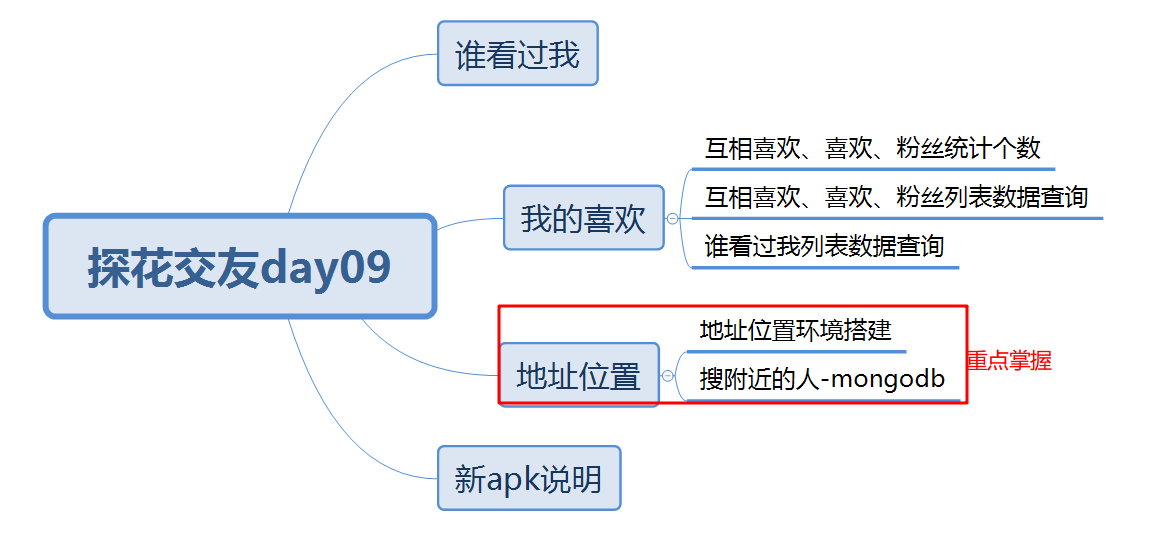 谁看过我
互相喜欢、喜欢、粉丝统计个数
互相喜欢、喜欢、粉丝列表数据查询
我的喜欢
谁看过我列表数据查询
探花交友day09
地址位置环境搭建
重点掌握
地址位置
搜附近的人-mongodb
新apk说明